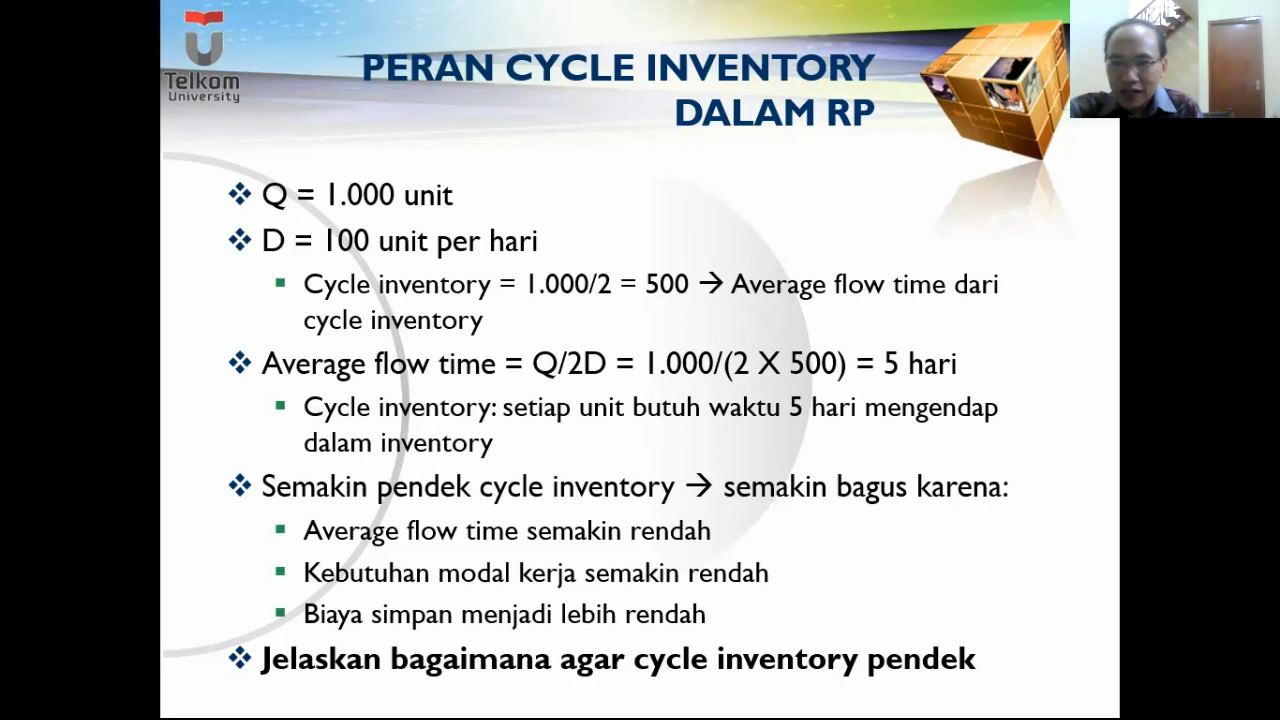 Telkom
University
PERAN CYCLE INVENTORY
DALAM RP
Q = 1.000 unit
D = 100 unit per hari
Cycle inventory = 1.000/2 = 500 → Average flow time dari
cycle inventory
Average flow time = Q/2D = 1.000/(2 X 500) = 5 hari
Cycle inventory: setiap unit butuh waktu 5 hari mengendap
dalam inventory
Semakin pendek cycle inventory → semakin bagus karena:
Average flow time semakin rendah
Kebutuhan modal kerja semakin rendah
Biaya simpan menjadi lebih rendah
Jelaskan bagaimana agar cycle inventory pendek